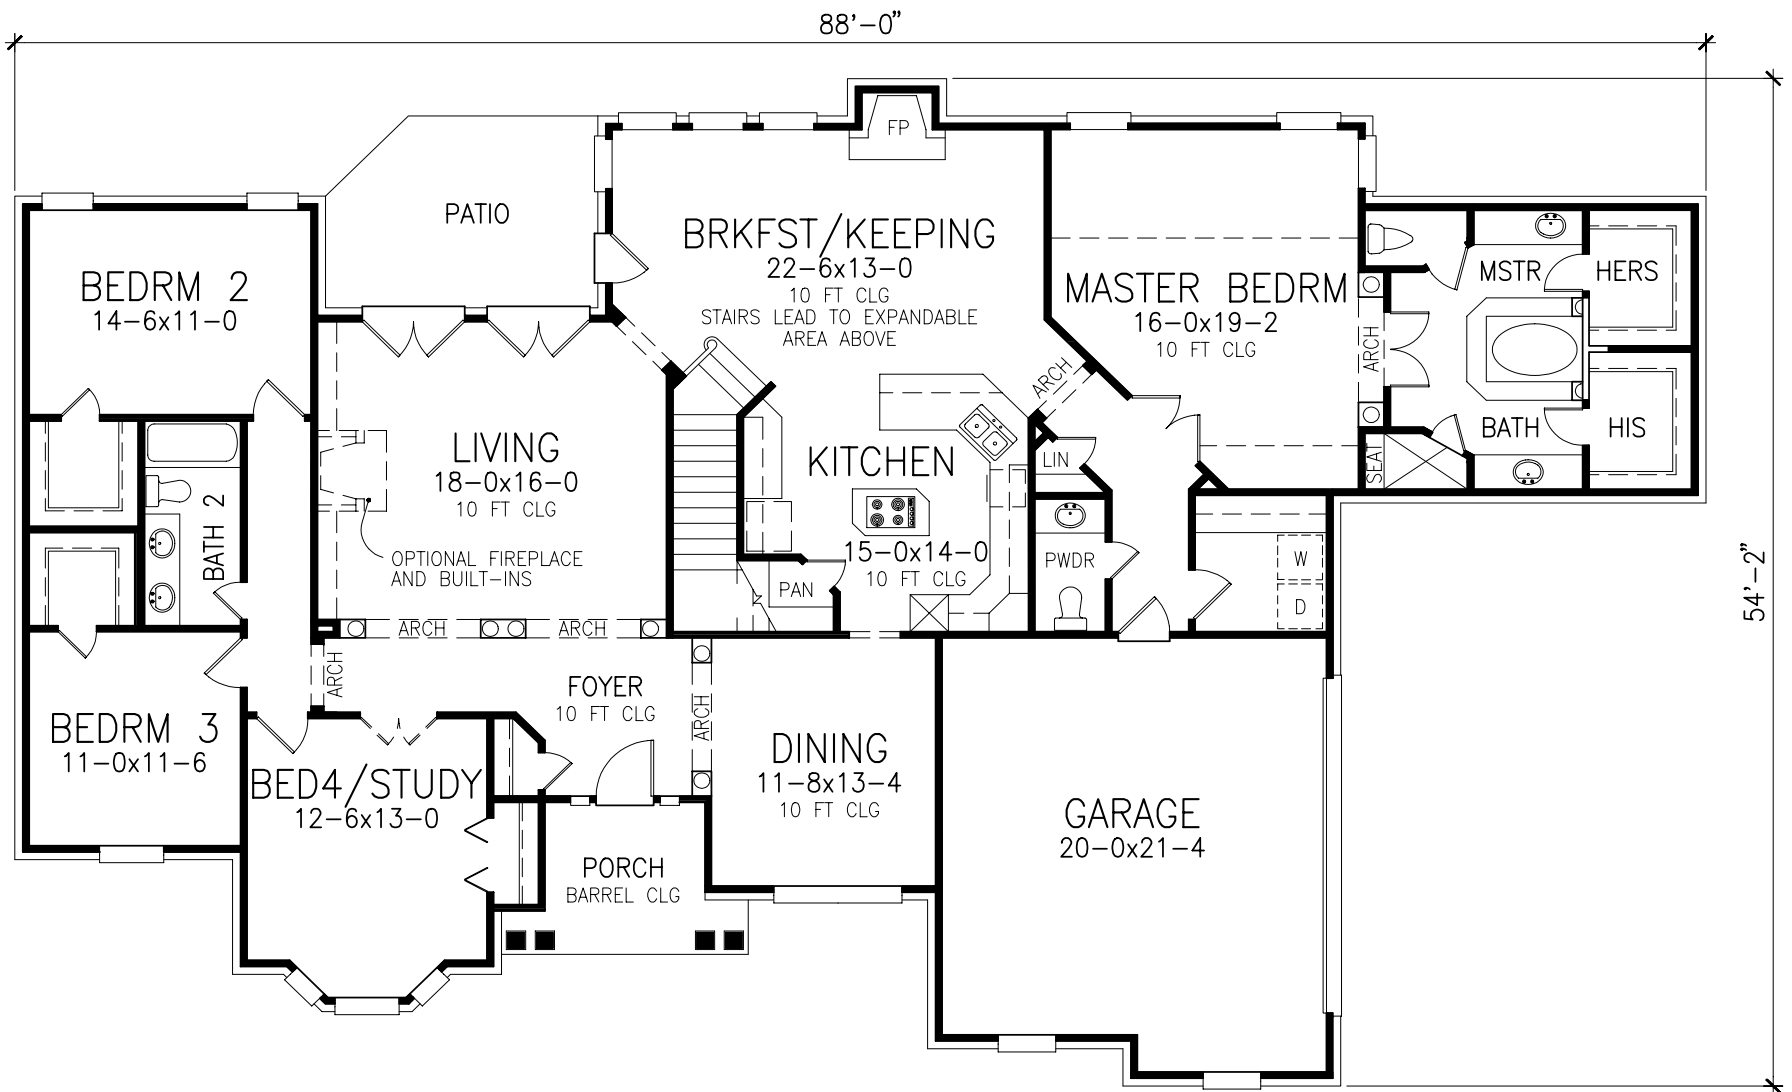 88'-0"
FP
PATIO
BRKFST/KEEPING
22-6x13-0
10 FT CLG
STAIRS LEAD TO EXPANDABLE
AREA ABOVE
BEDRM 2
14-6x11-0
MASTER BEDRM
16-0x19-2
10 FT CLG
ARCH
MSTR
BATH
HERS
HIS
SEAT
ARCH
LIN
LIVING
18-0x16-0
10 FT CLG
OPTIONAL FIREPLACE
AND BUILT-INS
KITCHEN
15-0x14-0
10 FT CLG
PAN
PWDR
W
D
54'-2"
BATH 2
ARCH
ARCH
ARCH
FOYER
10 FT CLG
ARCH
BEDRM 3
11-0x11-6
BED4/STUDY
12-6x13-0
DINING
11-8x13-4
10 FT CLG
GARAGE
20-0x21-4
PORCH
BARREL CLG